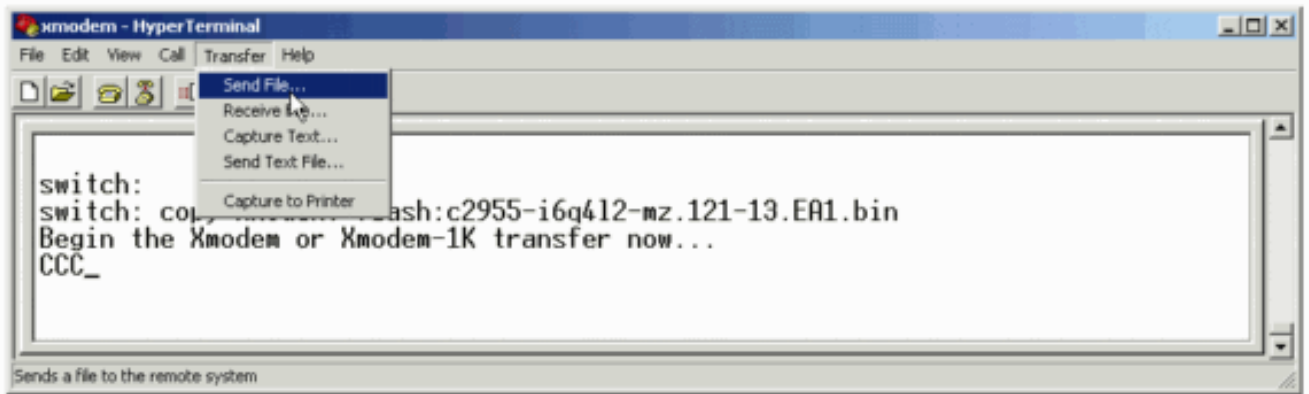 xmodem - HyperTerminal
File Edit View Call Transfer Help
Send File...
Receive
Capture Text...
Send Text File...
Capture to Printer
switch:
switch: ash:c2955-i6q4l2-mz.121-13.EA1.bin
Begin the Xmodem or Xmodem-1K transfer now...
CCC_
Sends a file to the remote system